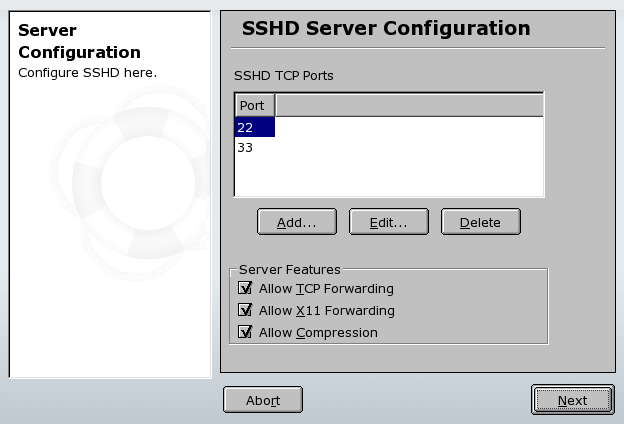 Server
Configuration
Configure SSHD here.
SSHD Server Configuration
SSHD TCP Ports
Port
22
33
Add...
Edit...
Delete
Server Features
Allow TCP Forwarding
Allow X11 Forwarding
Allow Compression
Abort
Next